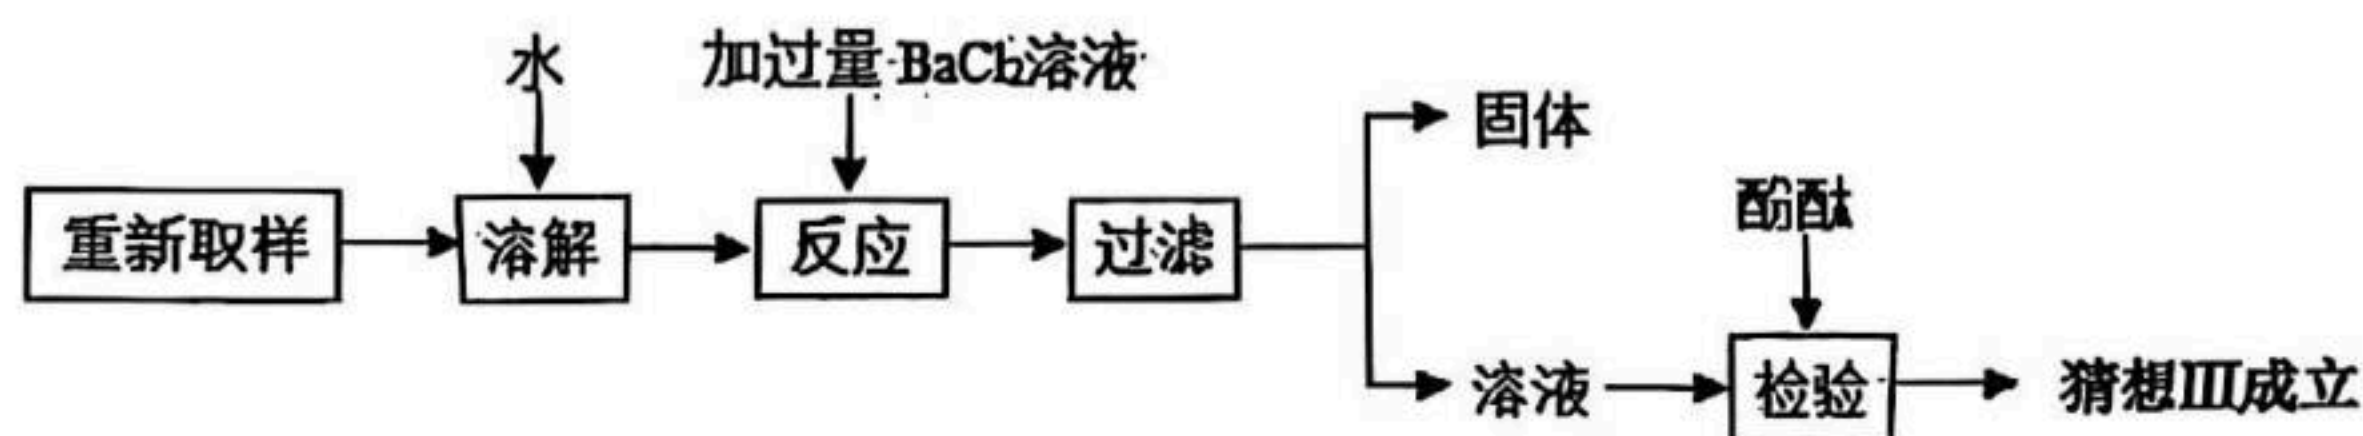 水
加过量BaCl₂溶液
固体
酚酞
重新取样
溶解
反应
过滤
溶液
检验
猜想Ⅲ成立